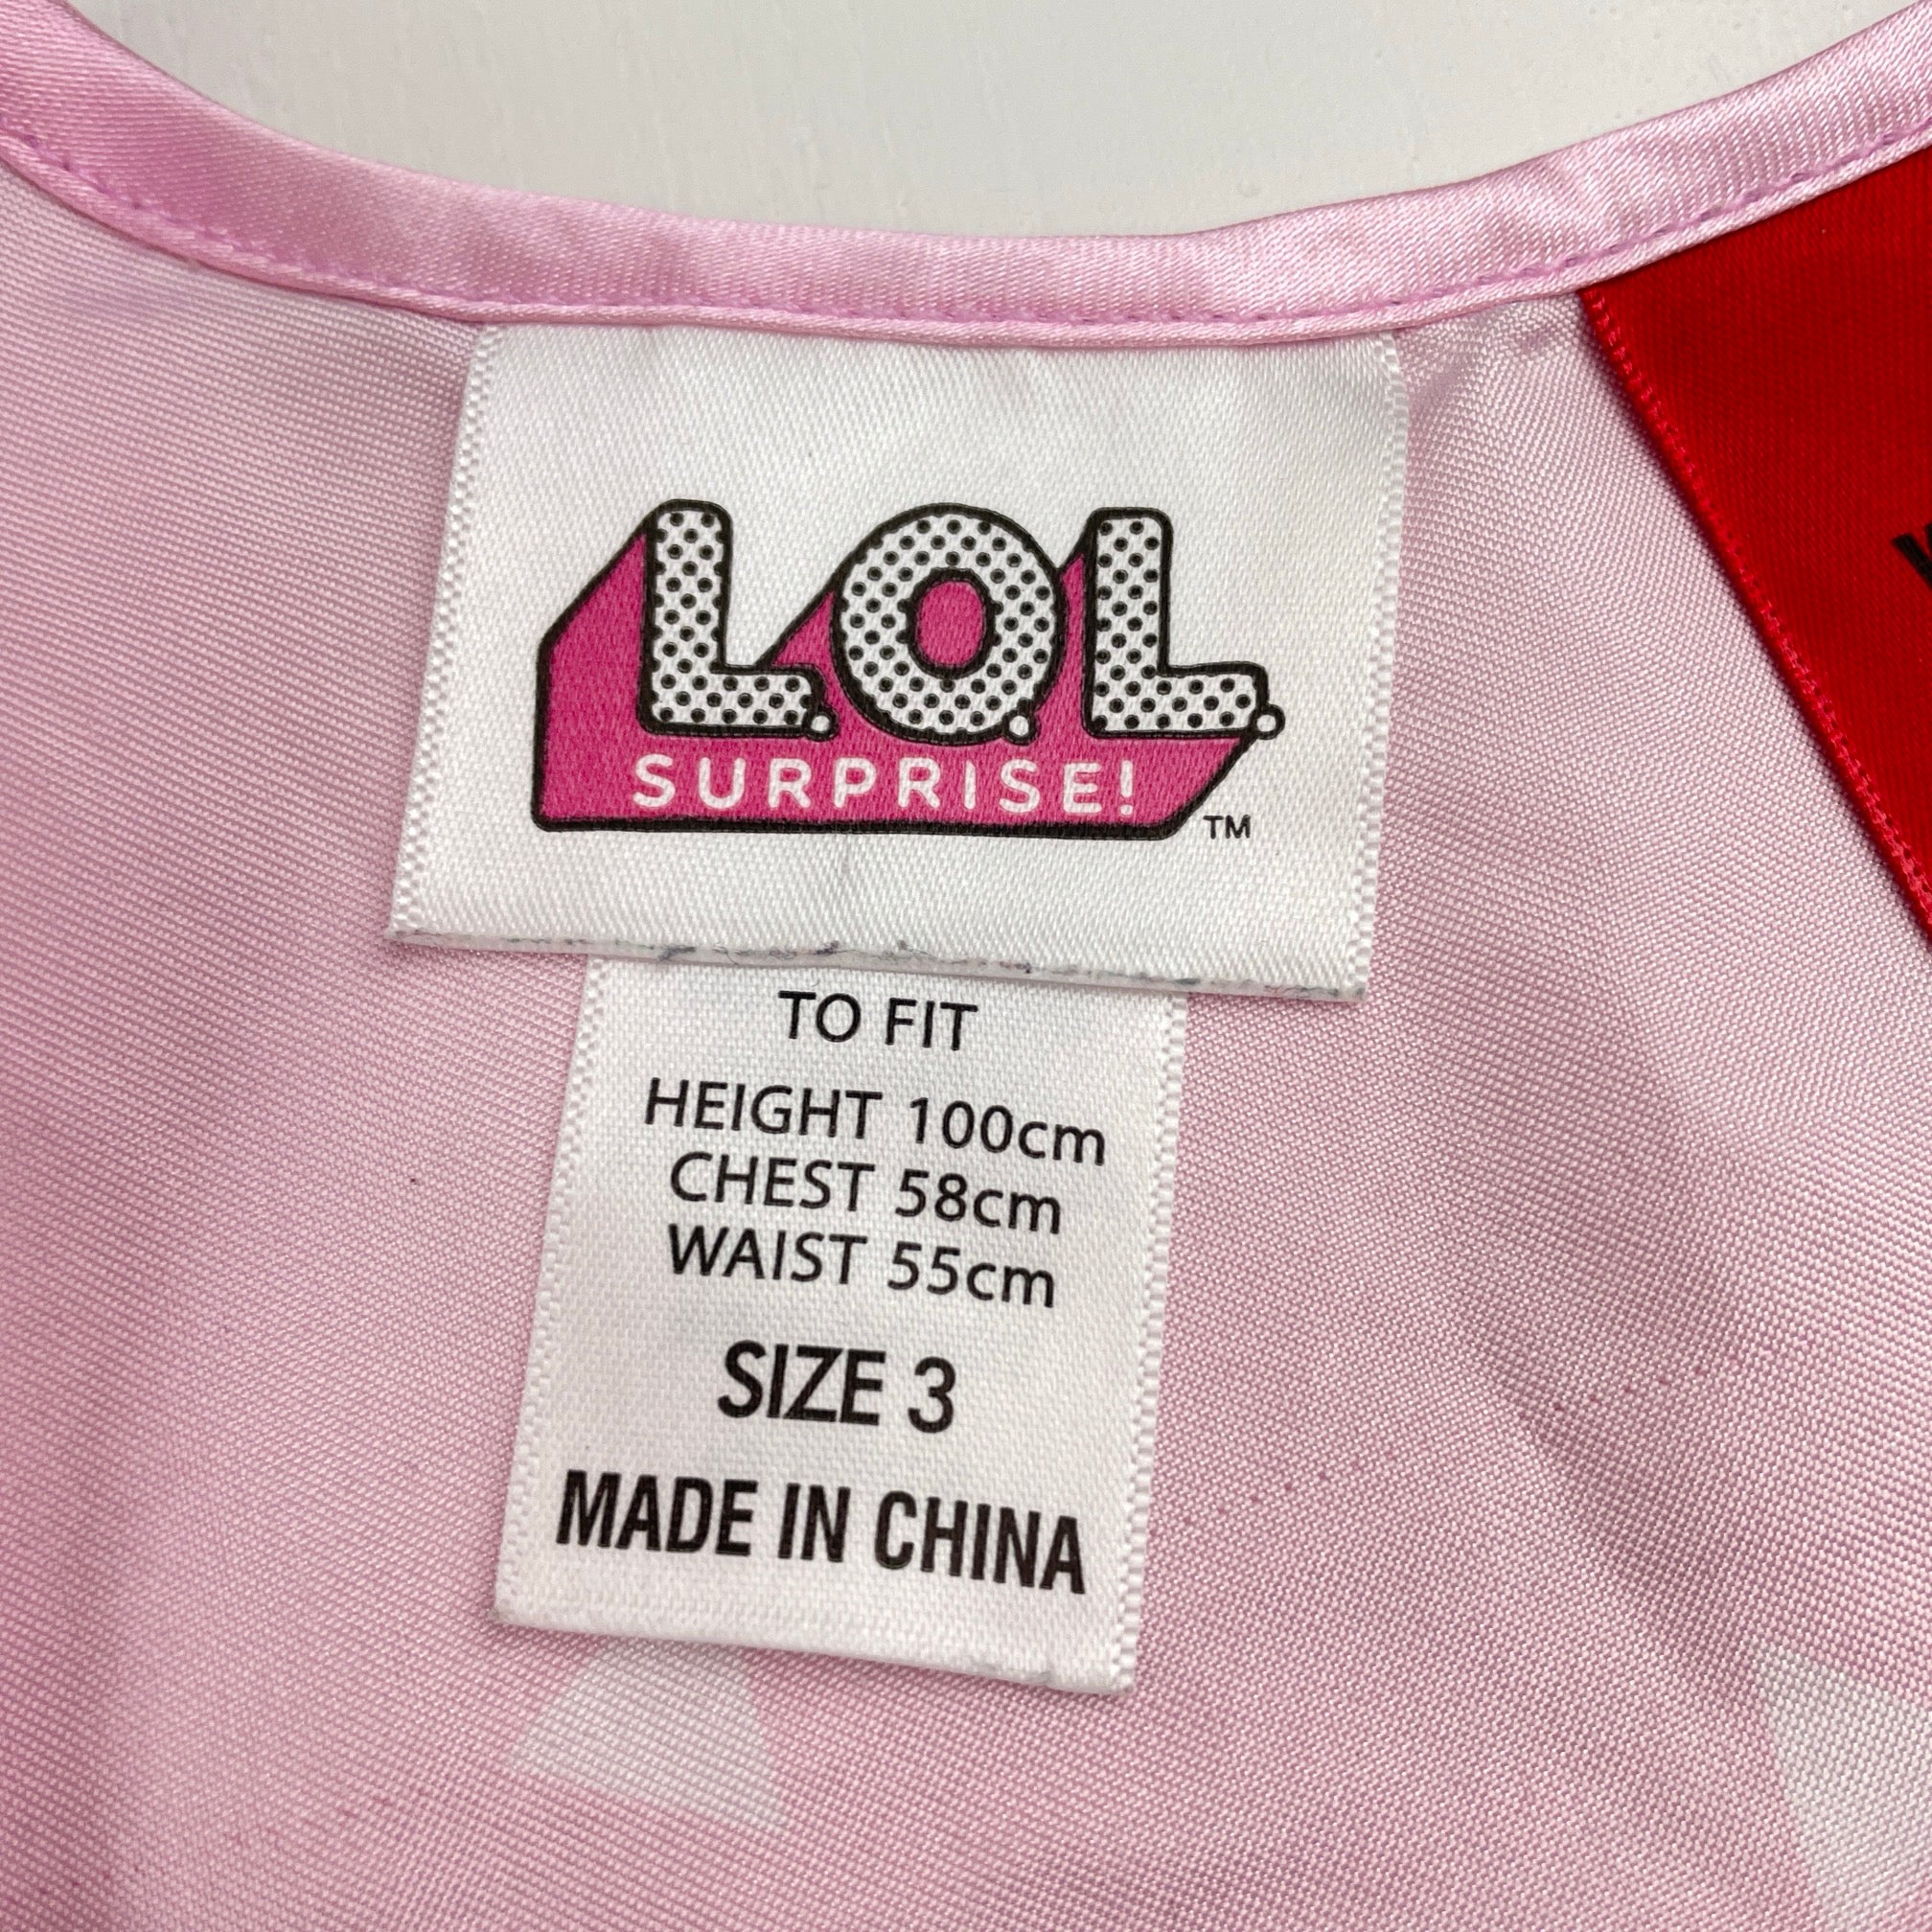 L.O.L.
SURPRISE!
TM
TO FIT
HEIGHT 100cm
CHEST 58cm
WAIST 55cm
SIZE 3
MADE IN CHINA